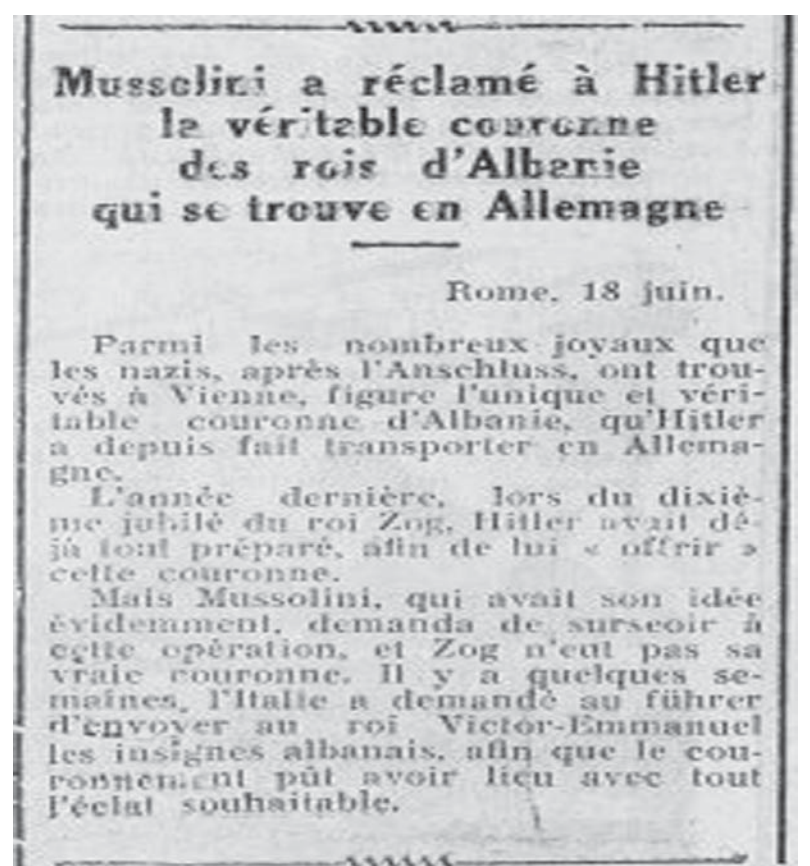 Mussolini a réclamé à Hitler
la véritable couronne
des rois d'Albanie
qui se trouve en Allemagne
Rome, 18 juin.
Parmi les nombreux joyaux que
les nazis, après l'Anschluss, ont trou-
vés à Vienne, figure l'unique et véri-
table couronne d'Albanie, qu'Hitler
a depuis fait transporter en Allema-
gne.
L'année dernière, lors du dixiè-
me jubilé du roi Zog, Hitler avait dé-
jà tout préparé, afin de lui « offrir »
cette couronne.
Mais Mussolini, qui avait son idée
évidemment, demanda de surseoir à
cette opération, et Zog n'eut pas sa
vraie couronne. Il y a quelques se-
maines, l'Italie a demandé au führer
d'envoyer au roi Victor-Emmanuel
les insignes albanais, afin que le cou-
ronnement pût avoir lieu avec tout
l'éclat souhaitable.